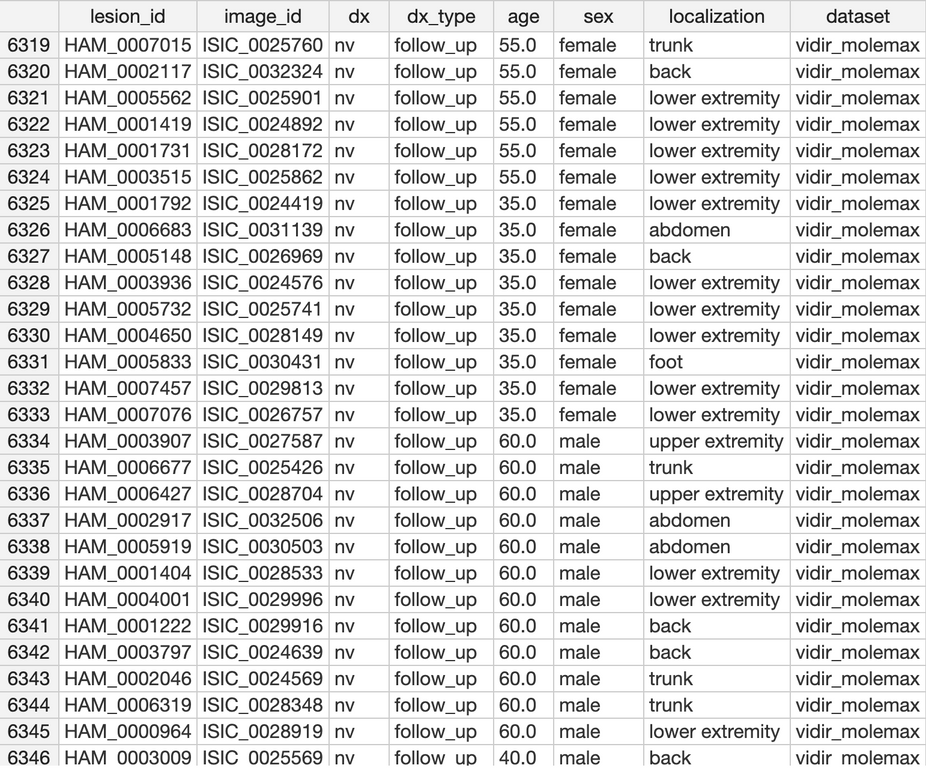 lesion_id image_id dx dx_type age sex localization dataset
6319 HAM_0007015 ISIC_0025760 nv follow_up 55.0 female trunk vidir_molemax
6320 HAM_0002117 ISIC_0032324 nv follow_up 55.0 female back vidir_molemax
6321 HAM_0005562 ISIC_0025901 nv follow_up 55.0 female lower extremity vidir_molemax
6322 HAM_0001419 ISIC_0024892 nv follow_up 55.0 female lower extremity vidir_molemax
6323 HAM_0001731 ISIC_0028172 nv follow_up 55.0 female lower extremity vidir_molemax
6324 HAM_0003515 ISIC_0025862 nv follow_up 55.0 female lower extremity vidir_molemax
6325 HAM_0001792 ISIC_0024419 nv follow_up 35.0 female lower extremity vidir_molemax
6326 HAM_0006683 ISIC_0031139 nv follow_up 35.0 female abdomen vidir_molemax
6327 HAM_0005148 ISIC_0026969 nv follow_up 35.0 female back vidir_molemax
6328 HAM_0003936 ISIC_0024576 nv follow_up 35.0 female lower extremity vidir_molemax
6329 HAM_0005732 ISIC_0025741 nv follow_up 35.0 female lower extremity vidir_molemax
6330 HAM_0004650 ISIC_0028149 nv follow_up 35.0 female lower extremity vidir_molemax
6331 HAM_0005833 ISIC_0030431 nv follow_up 35.0 female foot vidir_molemax
6332 HAM_0007457 ISIC_0029813 nv follow_up 35.0 female lower extremity vidir_molemax
6333 HAM_0007076 ISIC_0026757 nv follow_up 35.0 female lower extremity vidir_molemax
6334 HAM_0003907 ISIC_0027587 nv follow_up 60.0 male upper extremity vidir_molemax
6335 HAM_0006677 ISIC_0025426 nv follow_up 60.0 male trunk vidir_molemax
6336 HAM_0006427 ISIC_0028704 nv follow_up 60.0 male upper extremity vidir_molemax
6337 HAM_0002917 ISIC_0032506 nv follow_up 60.0 male abdomen vidir_molemax
6338 HAM_0005919 ISIC_0030503 nv follow_up 60.0 male abdomen vidir_molemax
6339 HAM_0001404 ISIC_0028533 nv follow_up 60.0 male lower extremity vidir_molemax
6340 HAM_0004001 ISIC_0029996 nv follow_up 60.0 male lower extremity vidir_molemax
6341 HAM_0001222 ISIC_0029916 nv follow_up 60.0 male back vidir_molemax
6342 HAM_0003797 ISIC_0024639 nv follow_up 60.0 male back vidir_molemax
6343 HAM_0002046 ISIC_0024569 nv follow_up 60.0 male trunk vidir_molemax
6344 HAM_0006319 ISIC_0028348 nv follow_up 60.0 male trunk vidir_molemax
6345 HAM_0000964 ISIC_0028919 nv follow_up 60.0 male lower extremity vidir_molemax
6346 HAM_0003009 ISIC_0025569 nv follow_up 40.0 male back vidir_molemax